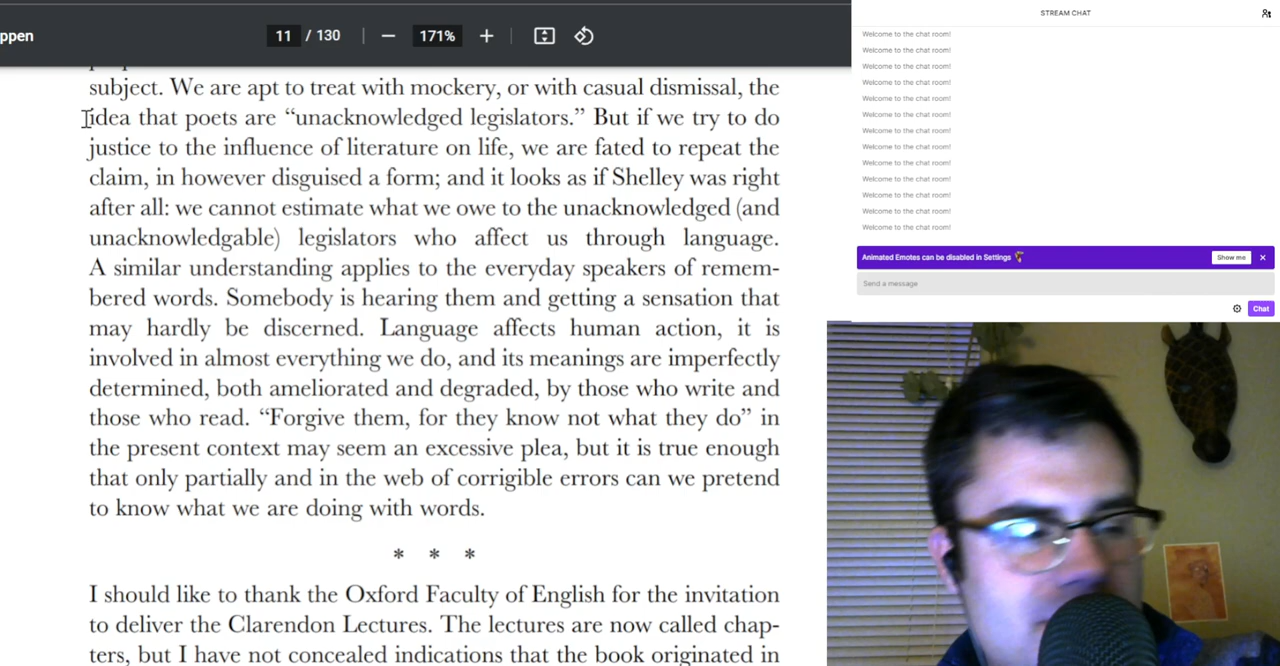 ppen
11 / 130
171%
subject. We are apt to treat with mockery, or with casual dismissal, the
idea that poets are “unacknowledged legislators.” But if we try to do
justice to the influence of literature on life, we are fated to repeat the
claim, in however disguised a form; and it looks as if Shelley was right
after all: we cannot estimate what we owe to the unacknowledged (and
unacknowledgable) legislators who affect us through language.
A similar understanding applies to the everyday speakers of remem-
bered words. Somebody is hearing them and getting a sensation that
may hardly be discerned. Language affects human action, it is
involved in almost everything we do, and its meanings are imperfectly
determined, both ameliorated and degraded, by those who write and
those who read. “Forgive them, for they know not what they do” in
the present context may seem an excessive plea, but it is true enough
that only partially and in the web of corrigible errors can we pretend
to know what we are doing with words.
* * *
I should like to thank the Oxford Faculty of English for the invitation
to deliver the Clarendon Lectures. The lectures are now called chap-
ters, but I have not concealed indications that the book originated in
STREAM CHAT
Welcome to the chat room!
Welcome to the chat room!
Welcome to the chat room!
Welcome to the chat room!
Welcome to the chat room!
Welcome to the chat room!
Welcome to the chat room!
Welcome to the chat room!
Welcome to the chat room!
Welcome to the chat room!
Welcome to the chat room!
Welcome to the chat room!
Welcome to the chat room!
Animated Emotes can be disabled in Settings
Show me
Send a message
Chat